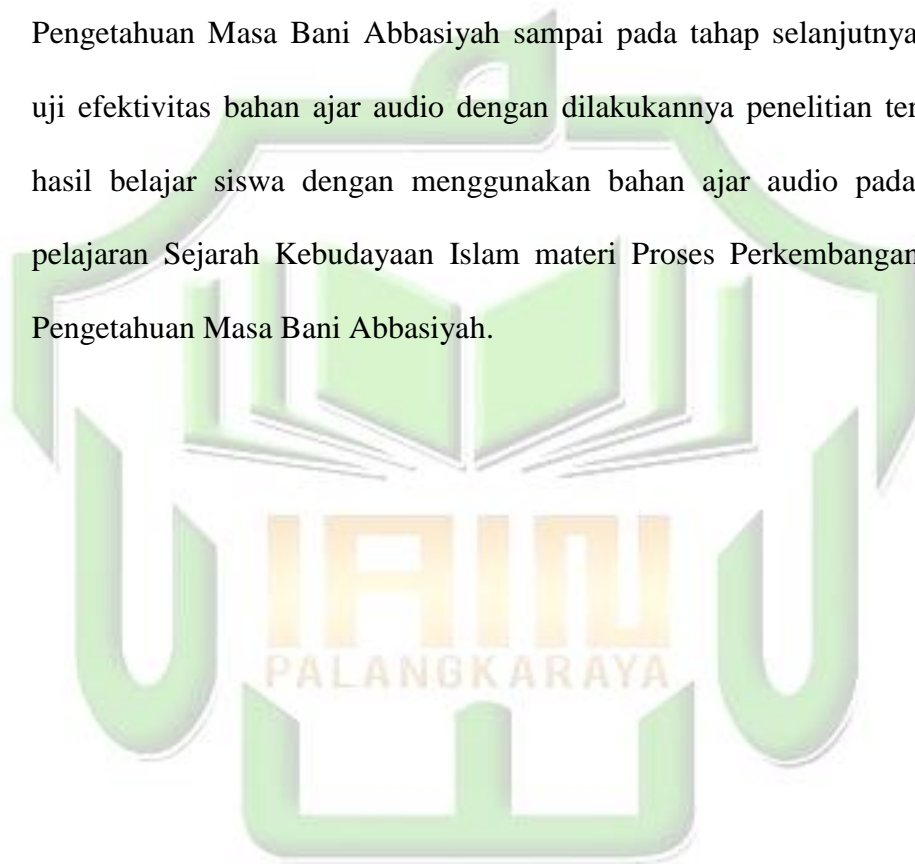 Pengetahuan Masa Bani Abbasiyah sampai pada tahap selanjutnya
uji efektivitas bahan ajar audio dengan dilakukannya penelitian ter
hasil belajar siswa dengan menggunakan bahan ajar audio pada
pelajaran Sejarah Kebudayaan Islam materi Proses Perkembangan
Pengetahuan Masa Bani Abbasiyah.
IAIN
PALANGKARAYA